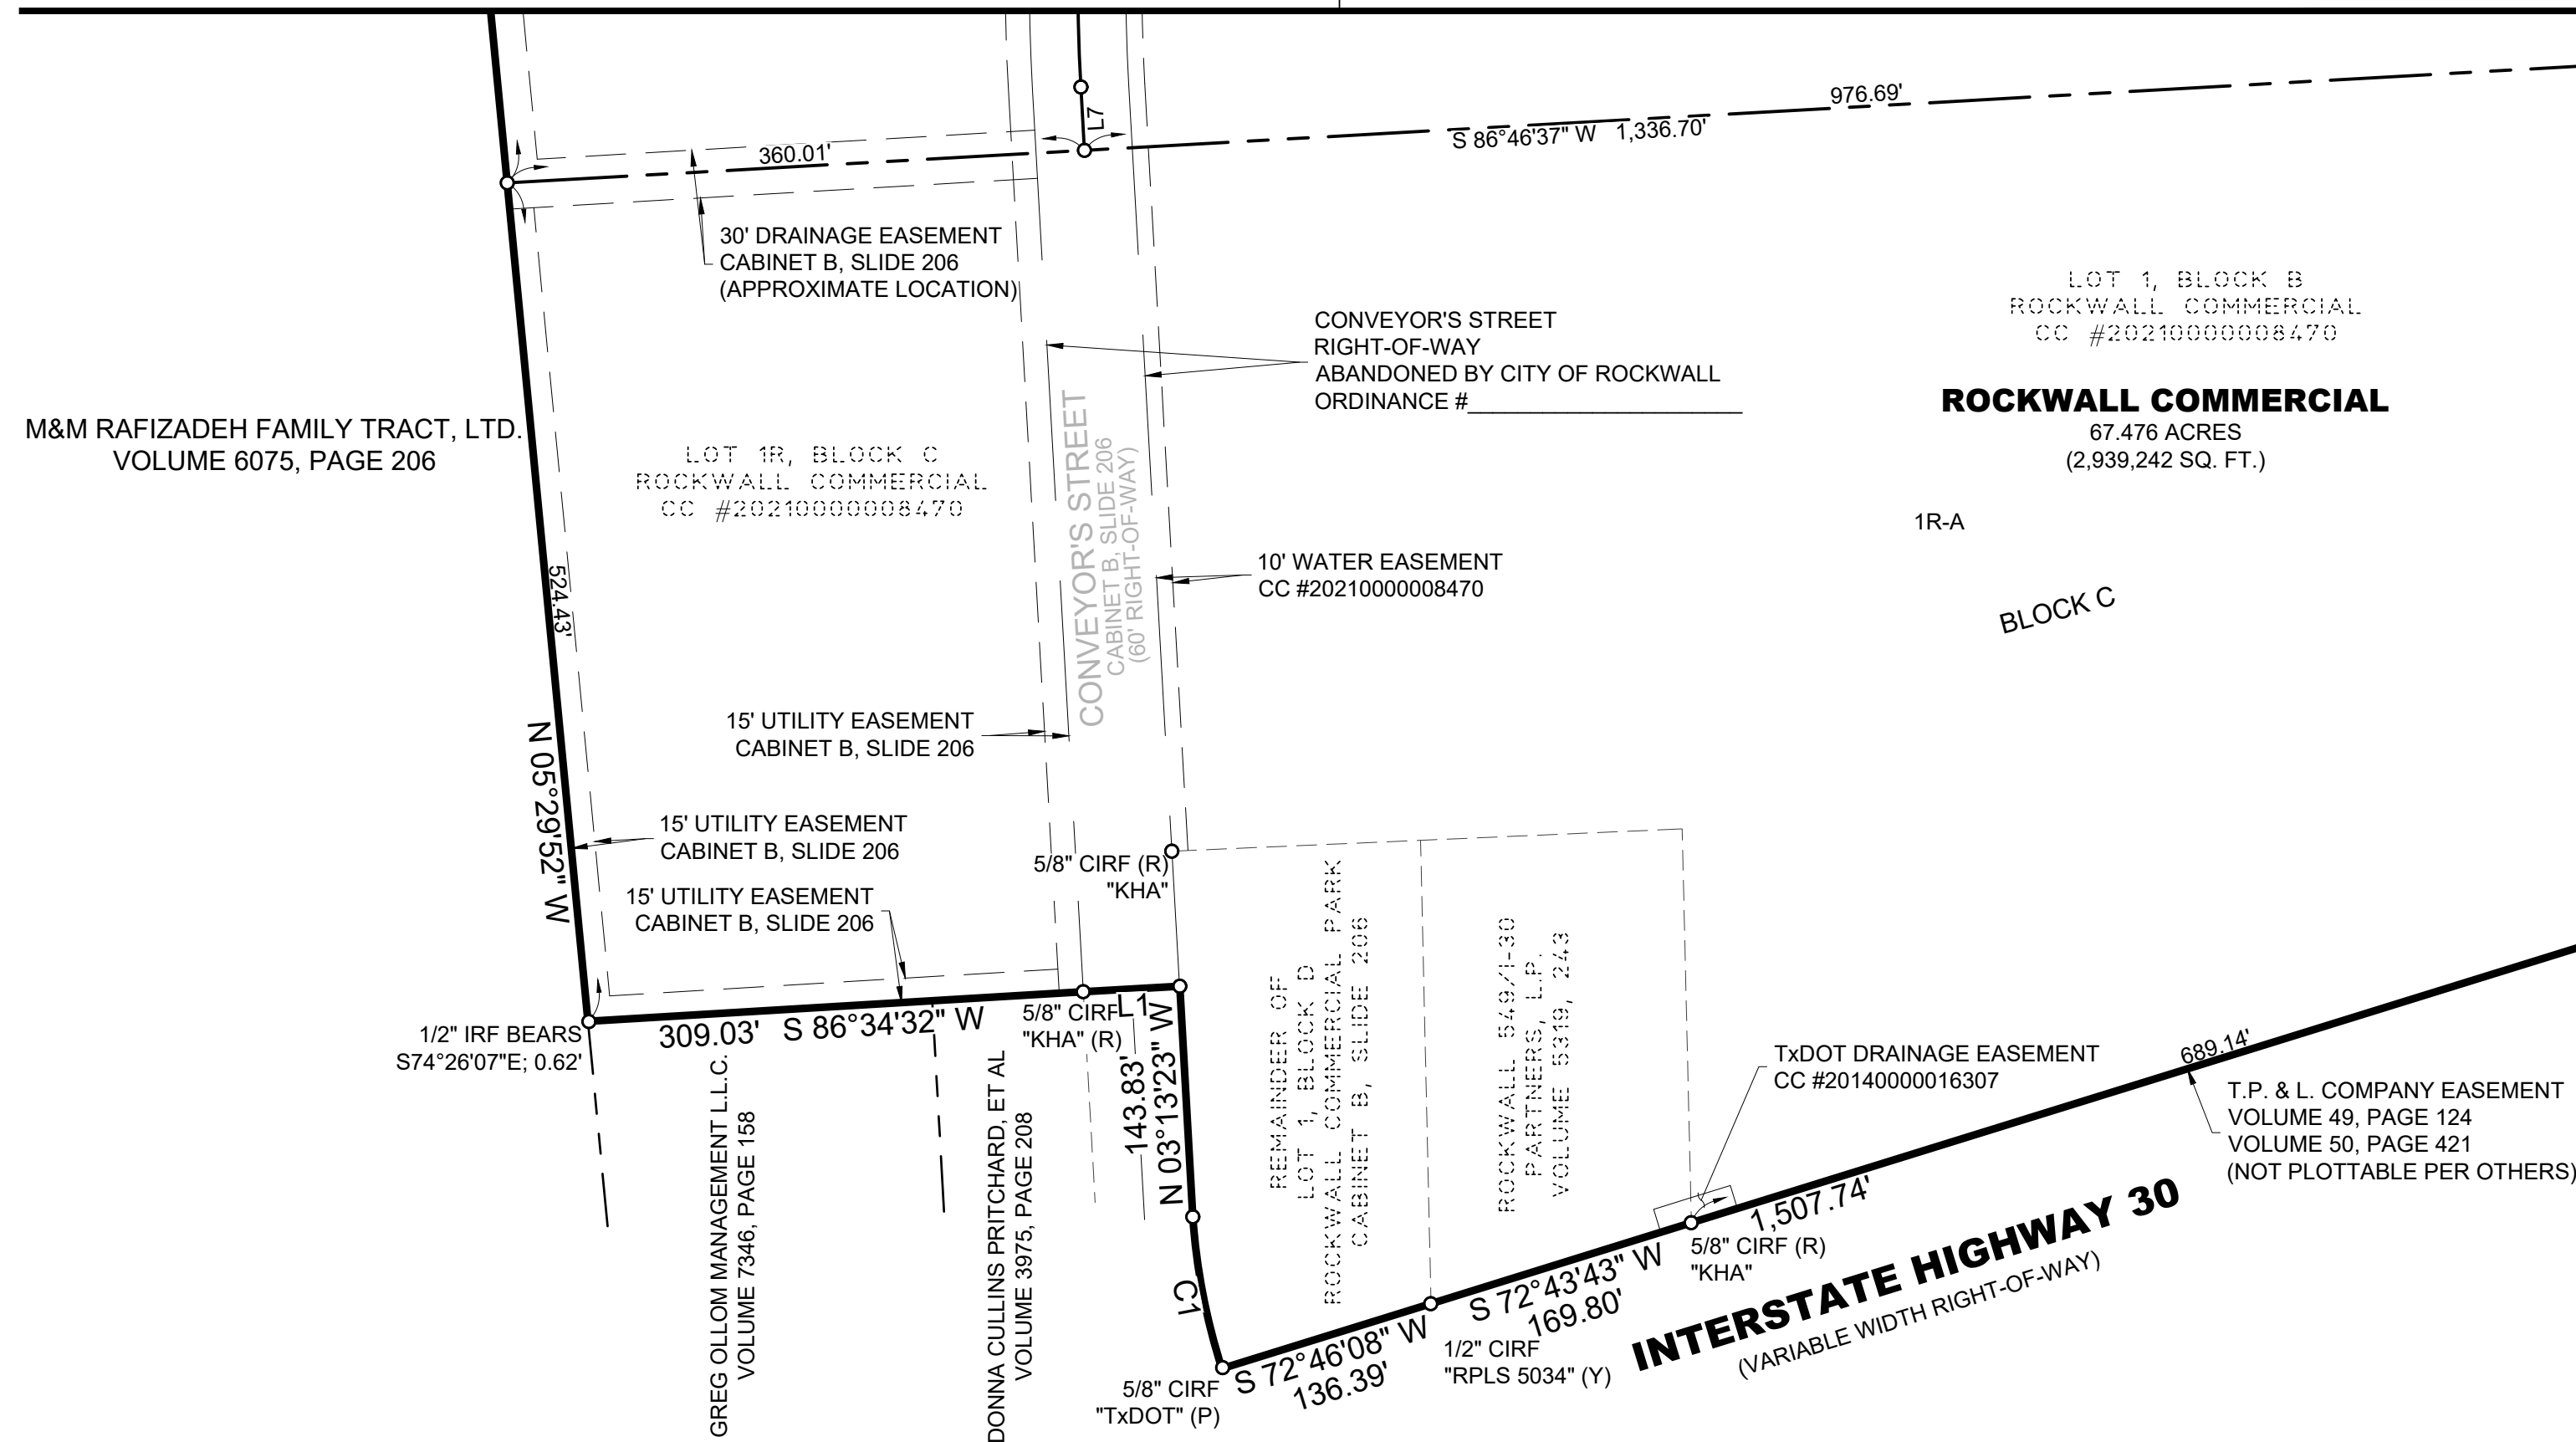 976.69'
L7
S 86°46'37" W 1,336.70'
360.01'
30' DRAINAGE EASEMENT
CABINET B, SLIDE 206
(APPROXIMATE LOCATION)
LOT 1, BLOCK B
ROCKWALL COMMERCIAL
CC #20210000008470
CONVEYOR'S STREET
RIGHT-OF-WAY
ABANDONED BY CITY OF ROCKWALL
ORDINANCE #______________________
ROCKWALL COMMERCIAL
67.476 ACRES
(2,939,242 SQ. FT.)
M&M RAFIZADEH FAMILY TRACT, LTD.
VOLUME 6075, PAGE 206
LOT 1R, BLOCK C
ROCKWALL COMMERCIAL
CC #20210000008470
CONVEYOR'S STREET
CABINET B, SLIDE 206
(60' RIGHT-OF-WAY)
1R-A
10' WATER EASEMENT
CC #20210000008470
BLOCK C
524.43'
N 05°29'52" W
15' UTILITY EASEMENT
CABINET B, SLIDE 206
15' UTILITY EASEMENT
CABINET B, SLIDE 206
15' UTILITY EASEMENT
CABINET B, SLIDE 206
5/8" CIRF (R)
"KHA"
1/2" IRF BEARS
S74°26'07"E; 0.62'
309.03' S 86°34'32" W
5/8" CIRF
"KHA" (R)
L1
143.83'
N 03°13'23" W
REMAINDER OF
LOT 1, BLOCK D
ROCKWALL COMMERCIAL PARK
CABINET B, SLIDE 206
ROCKWALL 549/I-30
PARTNERS, L.P.
VOLUME 5319, 243
GREG OLLOM MANAGEMENT L.L.C.
VOLUME 7346, PAGE 158
DONNA CULLINS PRITCHARD, ET AL
VOLUME 3975, PAGE 208
TxDOT DRAINAGE EASEMENT
CC #20140000016307
689.14'
T.P. & L. COMPANY EASEMENT
VOLUME 49, PAGE 124
VOLUME 50, PAGE 421
(NOT PLOTTABLE PER OTHERS)
1,507.74'
5/8" CIRF (R)
"KHA"
INTERSTATE HIGHWAY 30
(VARIABLE WIDTH RIGHT-OF-WAY)
C1
S 72°43'43" W
169.80'
S 72°46'08" W
136.39'
1/2" CIRF
"RPLS 5034" (Y)
5/8" CIRF
"TxDOT" (P)